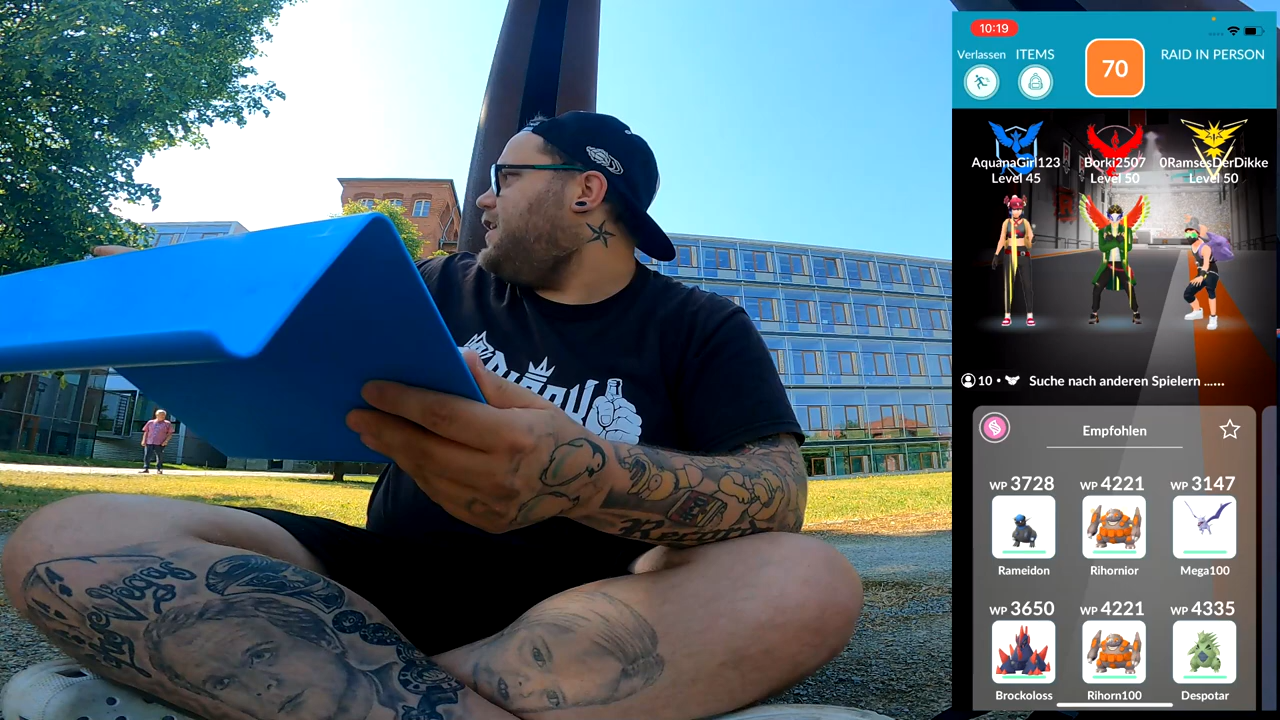 10:19
Verlassen
ITEMS
70
RAID IN PERSON
AquanaGirl123
Level 45
Borki2507
Level 50
0RamsesDerDikke
Level 50
10 • Suche nach anderen Spielern ......
Empfohlen
WP 3728
WP 4221
WP 3147
Rameidon
Rihornior
Mega100
WP 3650
WP 4221
WP 4335
Brockoloss
Rihorn100
Despotar